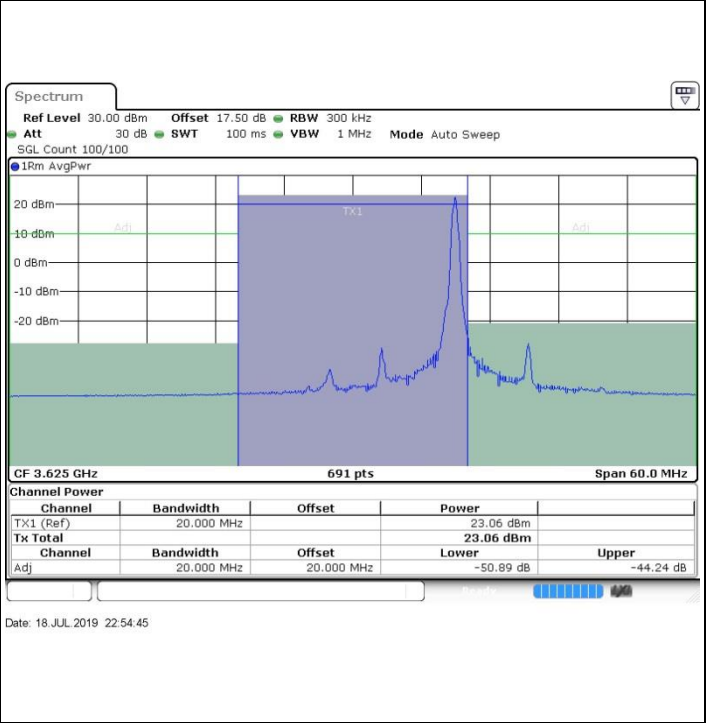 Spectrum
Ref Level 30.00 dBm Offset 17.50 dB RBW 300 kHz
Att 30 dB SWT 100 ms VBW 1 MHz Mode Auto Sweep
SGL Count 100/100
1Rm AvgPwr
20 dBm
TX1
Adj Adj
10 dBm
0 dBm
-10 dBm
-20 dBm
CF 3.625 GHz 691 pts Span 60.0 MHz
Channel Power
Channel Bandwidth Offset Power
TX1 (Ref) 20.000 MHz 23.06 dBm
Tx Total 23.06 dBm
Channel Bandwidth Offset Lower Upper
Adj 20.000 MHz 20.000 MHz -50.89 dB -44.24 dB
Ready
Date: 18.JUL.2019 22:54:45